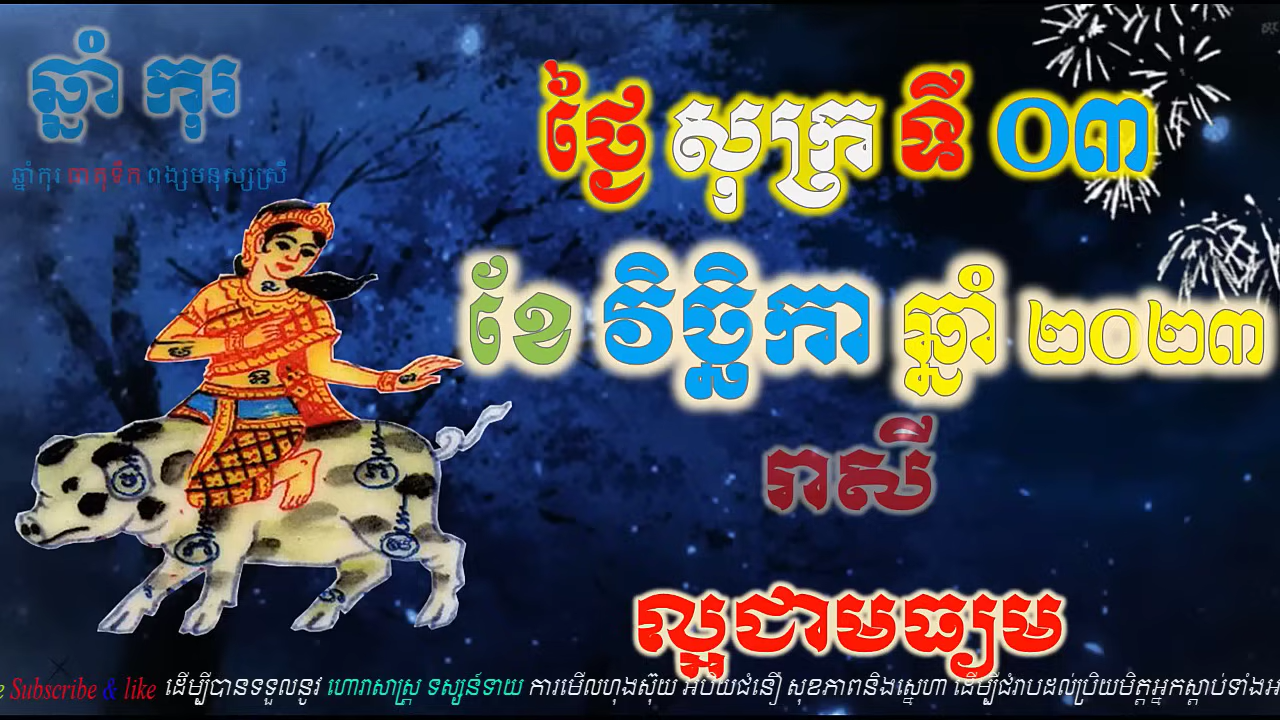 ឆ្នាំ កុរ
ឆ្នាំកុរ ធាតុទឹក ពង្សមនុស្សស្រី
ថ្ងៃ សុក្រ ទី ០៣
ខែ វិច្ឆិកា ឆ្នាំ ២០២៣
រាសី
ល្អជាមធ្យម
e Subscribe & like ដើម្បីបានទទួលនូវ ហោរាសាស្ត្រ ទស្សន៍ទាយ ការមើលហុងស៊ុយ អប័យជំនឿ សុខភាពនិងស្នេហា ដើម្បីជំរាបដល់ប្រិយមិត្តអ្នកស្តាប់ទាំងអ